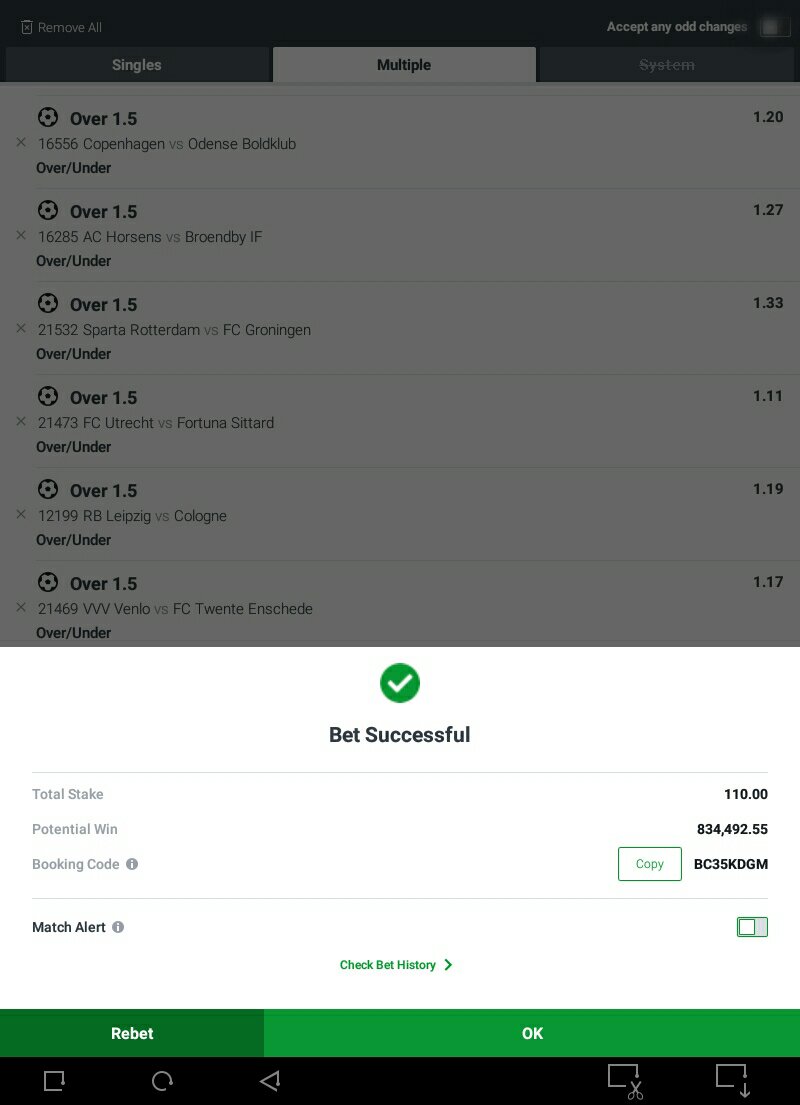 Remove All
Accept any odd changes
Singles
Multiple
System
Over 1.5
1.20
16556 Copenhagen vs Odense Boldklub
Over/Under
Over 1.5
1.27
16285 AC Horsens vs Broendby IF
Over/Under
Over 1.5
1.33
21532 Sparta Rotterdam vs FC Groningen
Over/Under
Over 1.5
1.11
21473 FC Utrecht vs Fortuna Sittard
Over/Under
Over 1.5
1.19
12199 RB Leipzig vs Cologne
Over/Under
Over 1.5
1.17
21469 VVV Venlo vs FC Twente Enschede
Over/Under
Bet Successful
Total Stake
110.00
Potential Win
834,492.55
Booking Code
Copy
BC35KDGM
Match Alert
Check Bet History
Rebet
OK